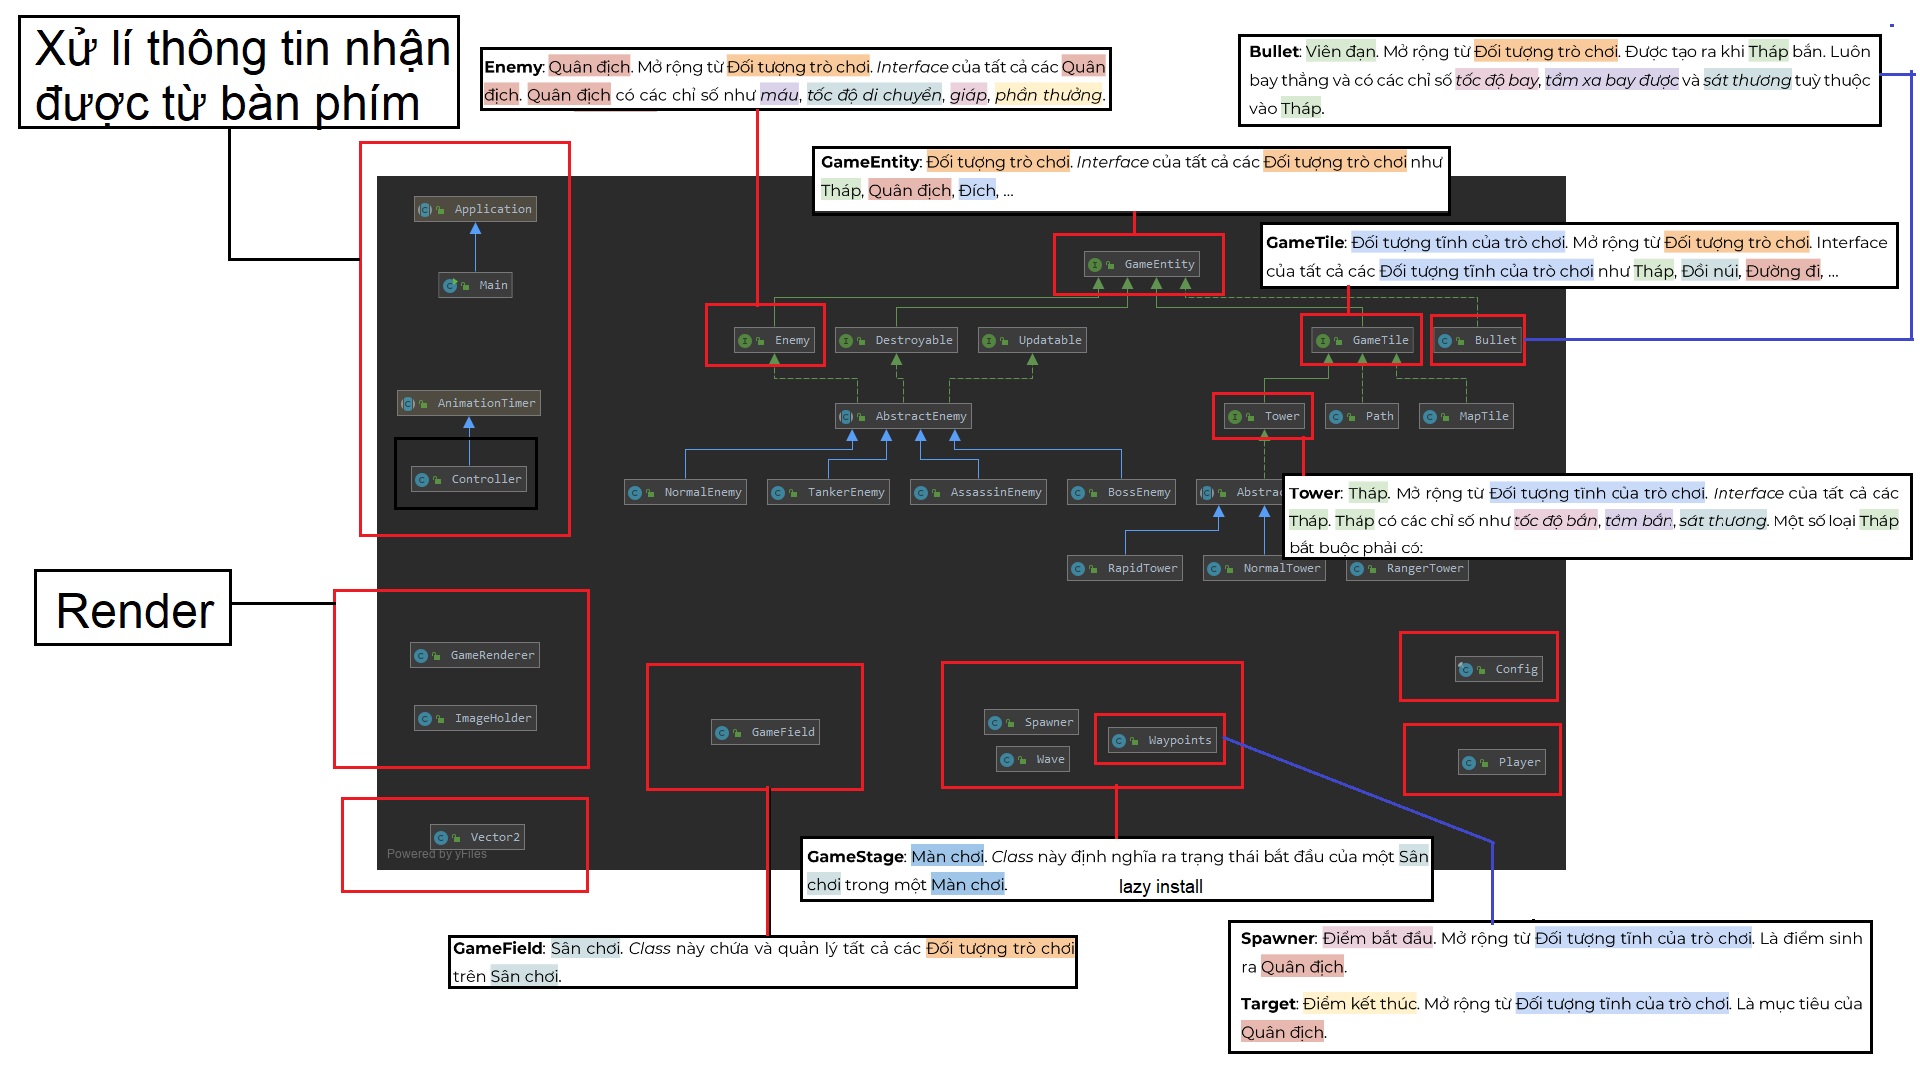 Xử lí thông tin nhận
được từ bàn phím
Enemy: Quân địch. Mở rộng từ Đối tượng trò chơi. Interface của tất cả các Quân
địch. Quân địch có các chỉ số như máu, tốc độ di chuyển, giáp, phần thưởng.
Bullet: Viên đạn. Mở rộng từ Đối tượng trò chơi. Được tạo ra khi Tháp bắn. Luôn
bay thẳng và có các chỉ số tốc độ bay, tầm xa bay được và sát thương tuỳ thuộc
vào Tháp.
GameEntity: Đối tượng trò chơi. Interface của tất cả các Đối tượng trò chơi như
Tháp, Quân địch, Đích, ...
GameTile: Đối tượng tĩnh của trò chơi. Mở rộng từ Đối tượng trò chơi. Interface
của tất cả các Đối tượng tĩnh của trò chơi như Tháp, Đồi núi, Đường đi, ...
Application
Main
GameEntity
Enemy
Destroyable
Updatable
GameTile
Bullet
AnimationTimer
AbstractEnemy
Tower
Path
MapTile
Controller
NormalEnemy
TankerEnemy
AssassinEnemy
BossEnemy
Abstrac
Tower: Tháp. Mở rộng từ Đối tượng tĩnh của trò chơi. Interface của tất cả các
Tháp. Tháp có các chỉ số như tốc độ bắn, tầm bắn, sát thương. Một số loại Tháp
bắt buộc phải có:
RapidTower
NormalTower
RangerTower
Render
GameRenderer
ImageHolder
GameField
Spawner
Wave
Waypoints
Config
Player
Vector2
Powered by yFiles
GameStage: Màn chơi. Class này định nghĩa ra trạng thái bắt đầu của một Sân
chơi trong một Màn chơi.
lazy install
GameField: Sân chơi. Class này chứa và quản lý tất cả các Đối tượng trò chơi
trên Sân chơi.
Spawner: Điểm bắt đầu. Mở rộng từ Đối tượng tĩnh của trò chơi. Là điểm sinh
ra Quân địch.
Target: Điểm kết thúc. Mở rộng từ Đối tượng tĩnh của trò chơi. Là mục tiêu của
Quân địch.